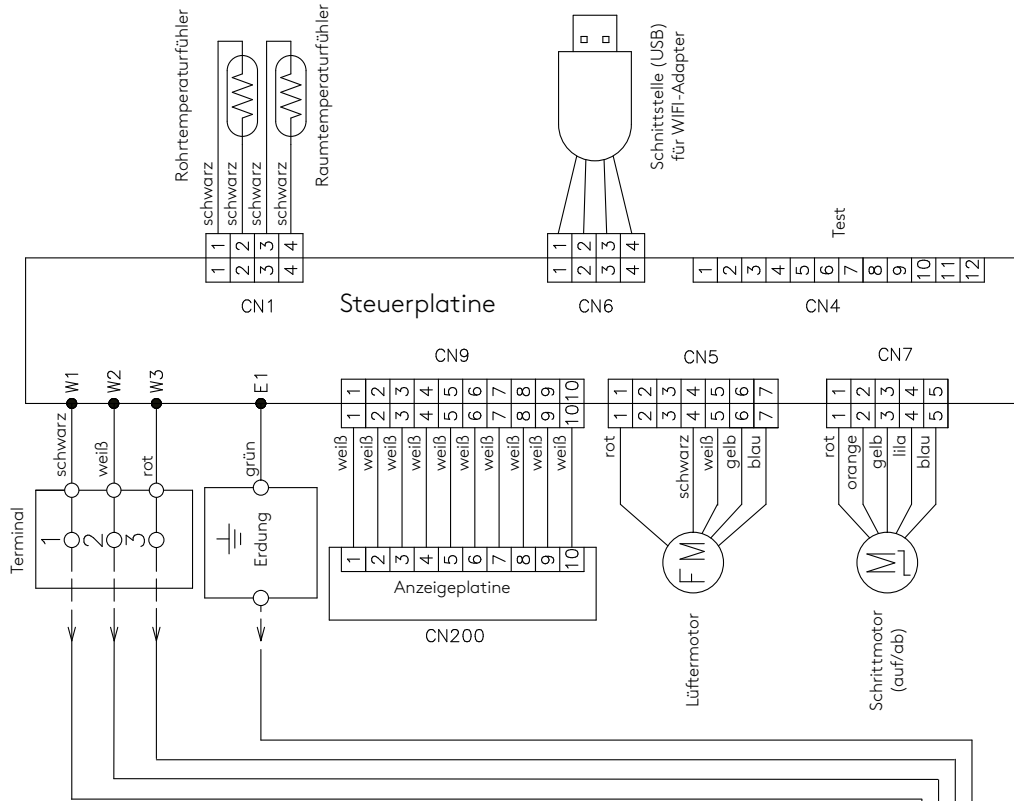 Rohrtemperaturfühler
schwarz
schwarz
schwarz
schwarz
Raumtemperaturfühler
Schnittstelle (USB)
für WIFI-Adapter
Test
1 2 3 4
1 2 3 4
CN1
Steuerplatine
1 2 3 4
1 2 3 4
CN6
1 2 3 4 5 6 7 8 9 10 11 12
CN4
CN9
CN5
CN7
W1
W2
W3
E1
1 2 3 4 5 6 7 8 9 10
1 2 3 4 5 6 7 8 9 10
1 2 3 4 5 6 7
1 2 3 4 5 6 7
1 2 3 4 5
1 2 3 4 5
schwarz
weiß
rot
grün
weiß
weiß
weiß
weiß
weiß
weiß
weiß
weiß
weiß
weiß
rot
schwarz
weiß
gelb
blau
rot
orange
gelb
lila
blau
Terminal
1 2 3
Erdung
1 2 3 4 5 6 7 8 9 10
Anzeigeplatine
CN200
FM
M
Lüftermotor
Schrittmotor
(auf/ab)